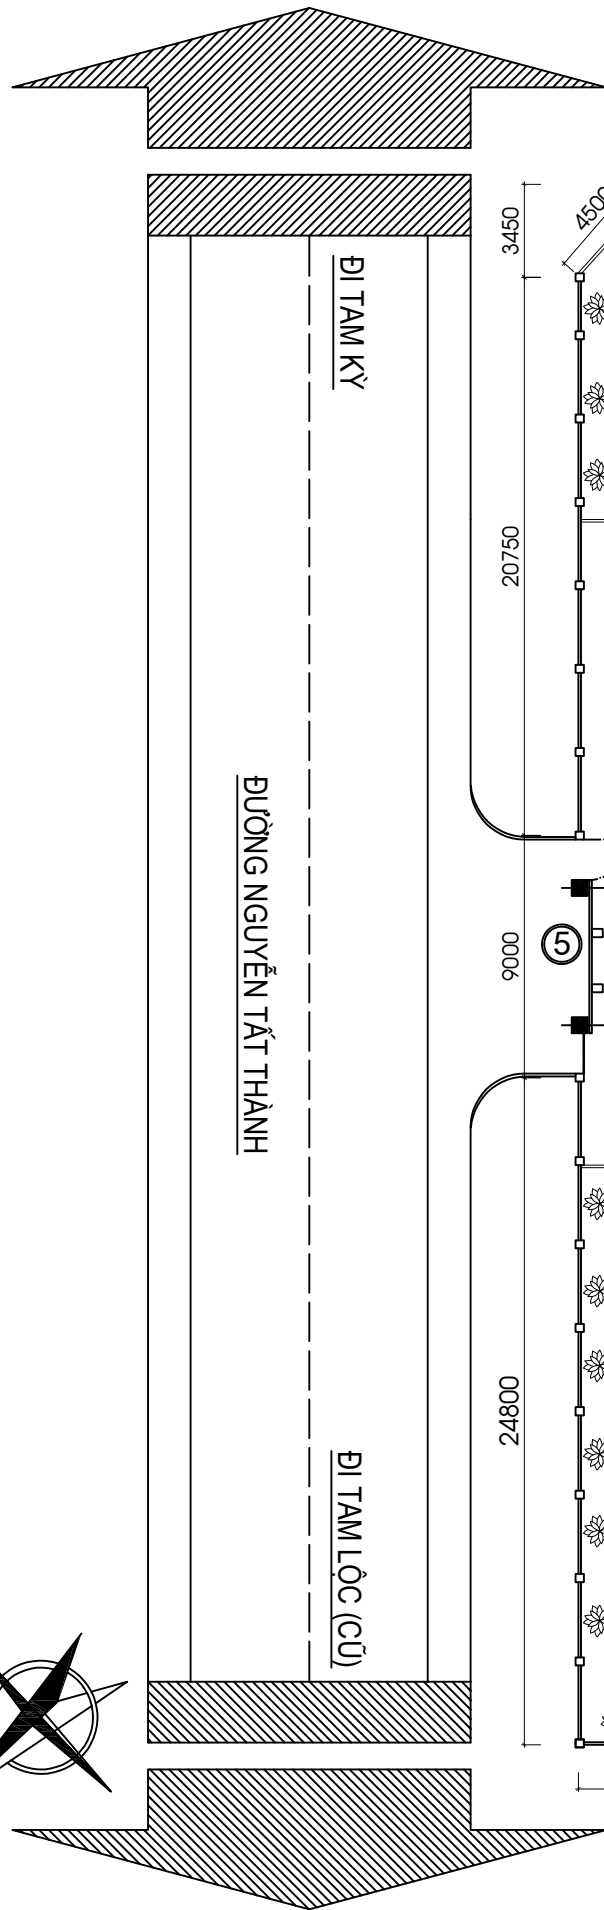 3450
4500
ĐI TAM KỲ
20750
ĐƯỜNG NGUYỄN TẤT THÀNH
9000
5
24800
ĐI TAM LỘC (CŨ)